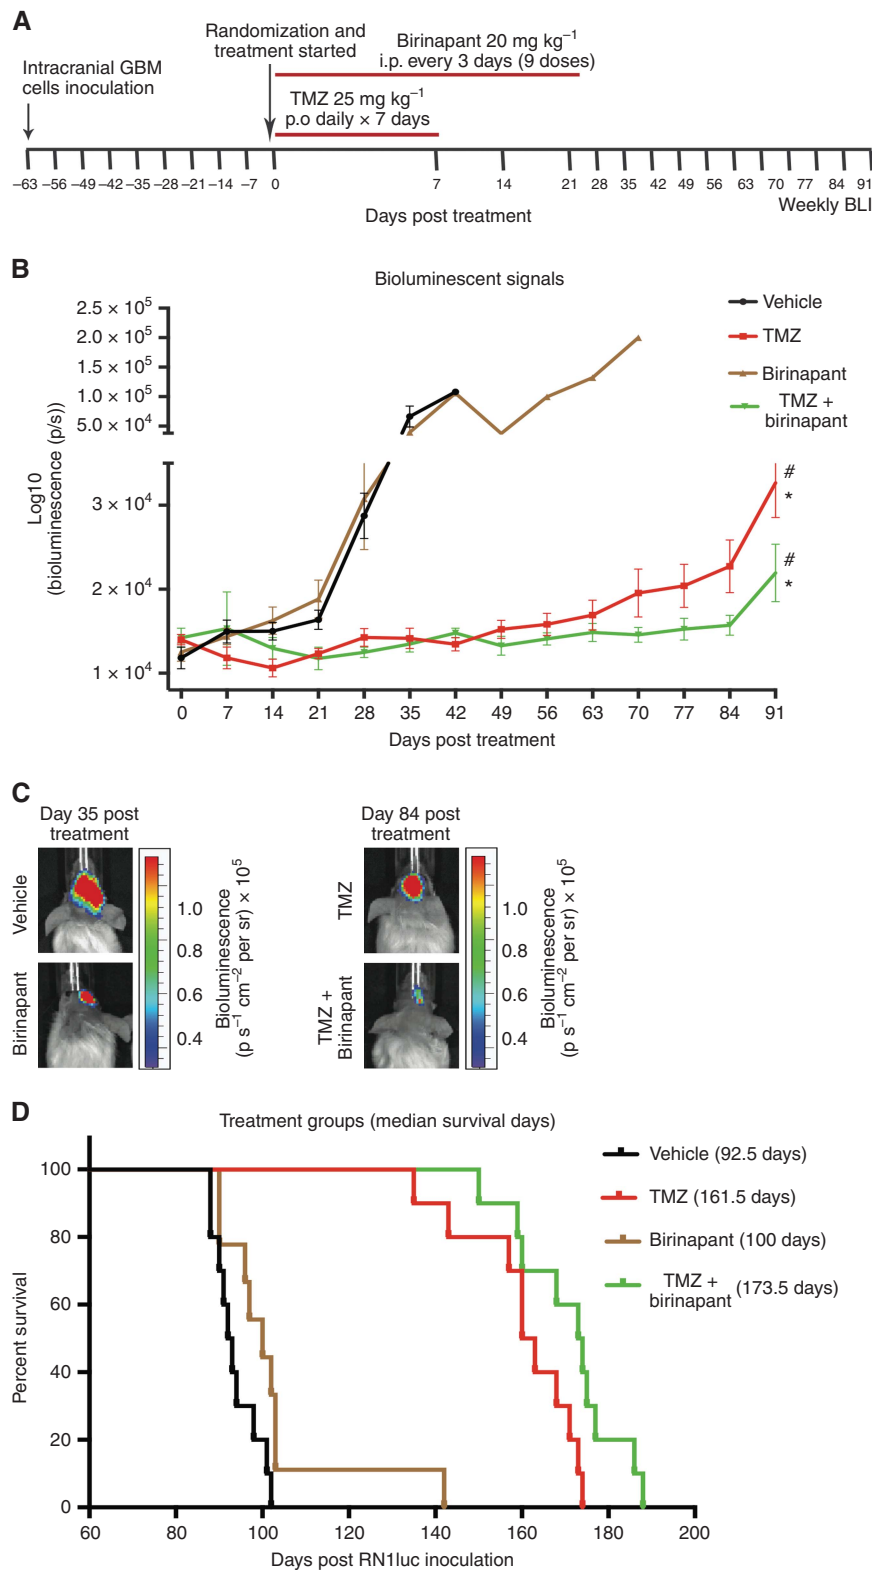 A
Randomization and
treatment started
Birinapant 20 mg kg⁻¹
i.p. every 3 days (9 doses)
Intracranial GBM
cells inoculation
TMZ 25 mg kg⁻¹
p.o daily × 7 days
–63 –56 –49 –42 –35 –28 –21 –14 –7 0 7 14 21 28 35 42 49 56 63 70 77 84 91
Days post treatment
Weekly BLI
B
Bioluminescent signals
Log10
(bioluminescence (p/s))
2.5 × 10⁵
2.0 × 10⁵
1.5 × 10⁵
1.0 × 10⁵
5.0 × 10⁴
3 × 10⁴
2 × 10⁴
1 × 10⁴
Vehicle
TMZ
Birinapant
TMZ +
birinapant
#
*
#
*
0 7 14 21 28 35 42 49 56 63 70 77 84 91
Days post treatment
C
Day 35 post
treatment
Vehicle
Birinapant
1.0
0.8
0.6
0.4
Bioluminescence
(p s⁻¹ cm⁻² per sr) × 10⁵
Day 84 post
treatment
TMZ
TMZ +
Birinapant
1.0
0.8
0.6
0.4
Bioluminescence
(p s⁻¹ cm⁻² per sr) × 10⁵
D
Treatment groups (median survival days)
Vehicle (92.5 days)
TMZ (161.5 days)
Birinapant (100 days)
TMZ +
birinapant (173.5 days)
Percent survival
100
80
60
40
20
0
60 80 100 120 140 160 180 200
Days post RN1luc inoculation